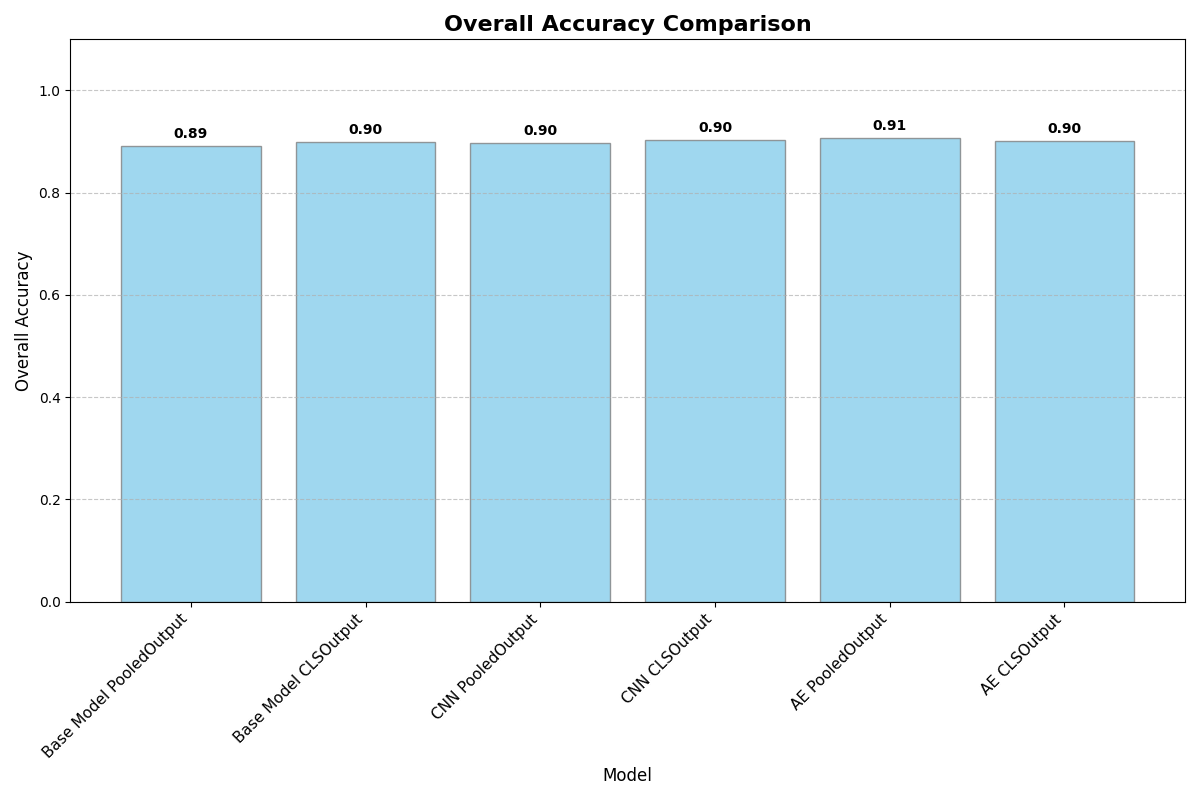 Overall Accuracy Comparison
Overall Accuracy
1.0
0.8
0.6
0.4
0.2
0.0
0.89
0.90
0.90
0.90
0.91
0.90
Base Model PooledOutput
Base Model CLSOutput
CNN PooledOutput
CNN CLSOutput
AE PooledOutput
AE CLSOutput
Model